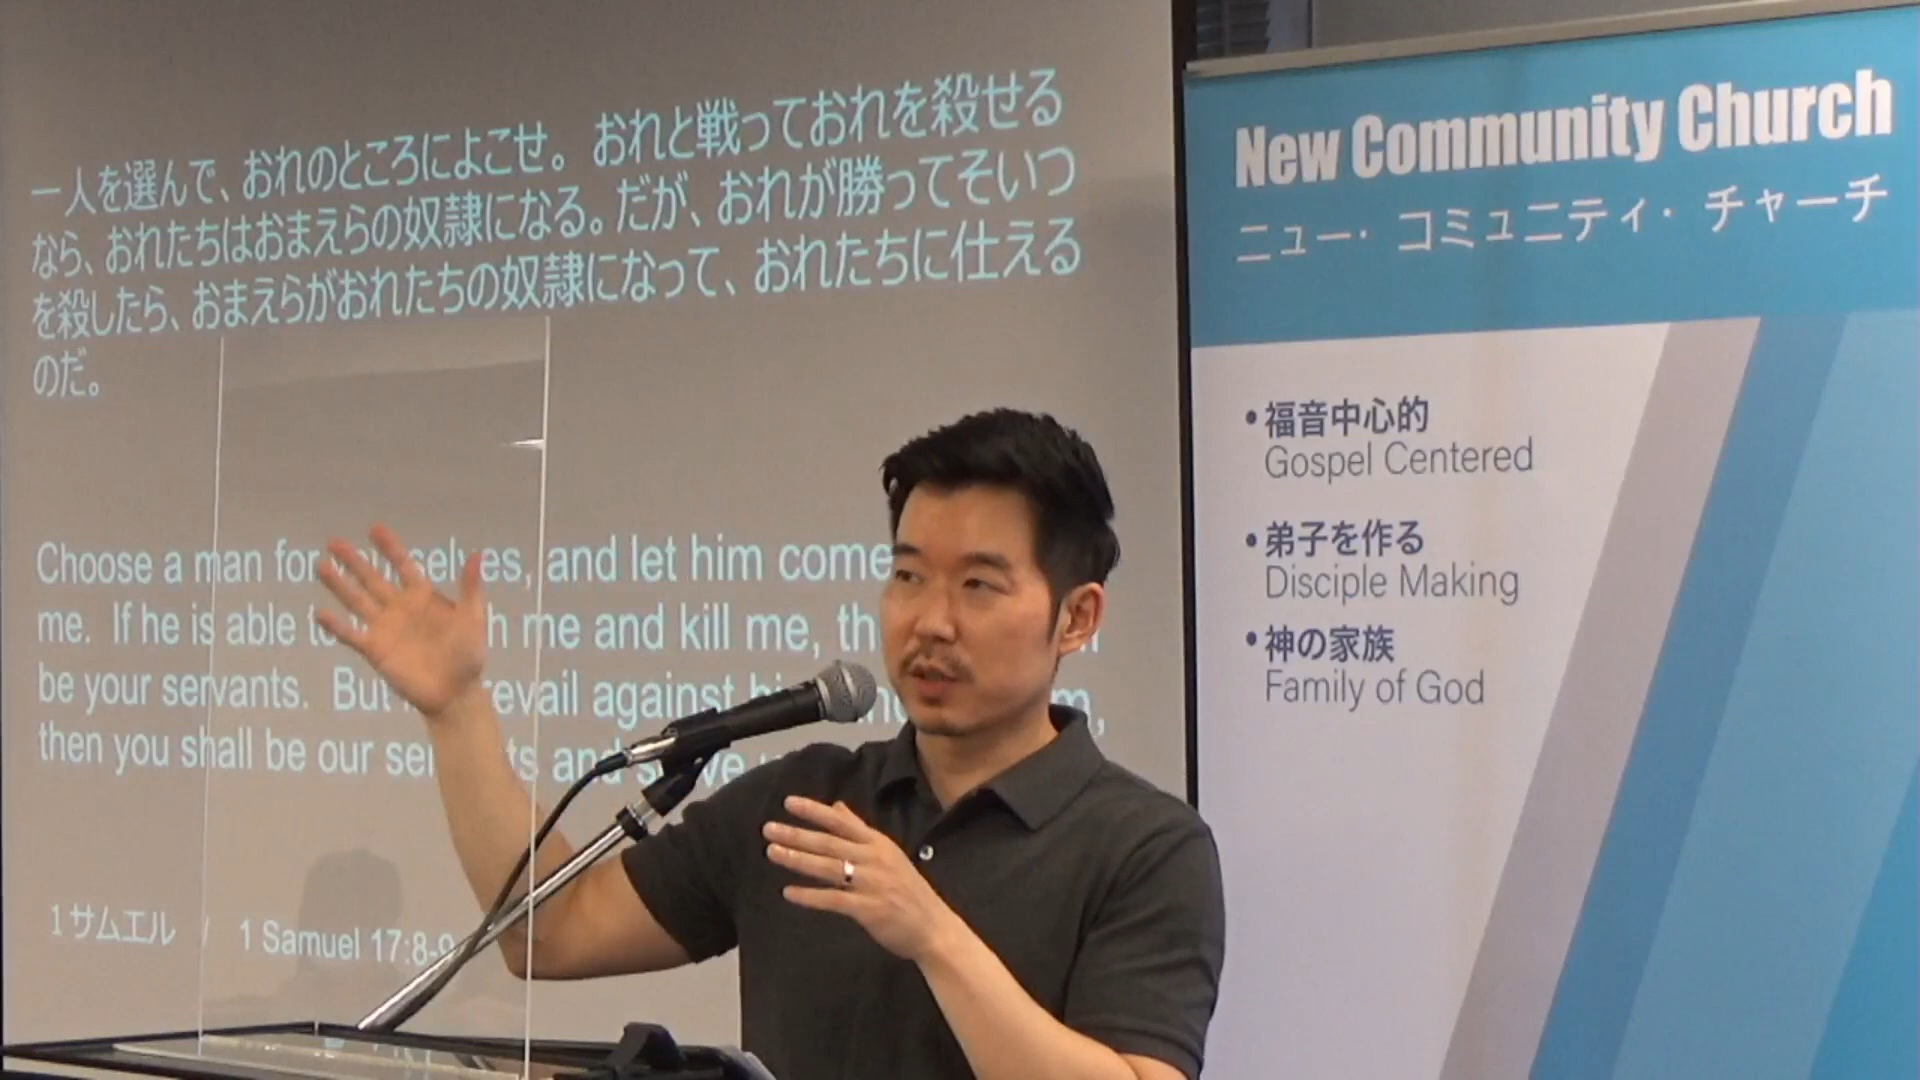 一人を選んで、おれのところによこせ。 おれと戦っておれを殺せる
なら、おれたちはおまえらの奴隷になる。だが、おれが勝ってそいつ
を殺したら、おまえらがおれたちの奴隷になって、おれたちに仕える
のだ。
Choose a man for yourselves, and let him come
me. If he is able me and kill me,
be your servants. But prevail against
then you shall be our servants and serve
1 サムエル / 1 Samuel 17:8-9
New Community Church
ニュー・コミュニティ・チャーチ
•福音中心的
Gospel Centered
•弟子を作る
Disciple Making
•神の家族
Family of God